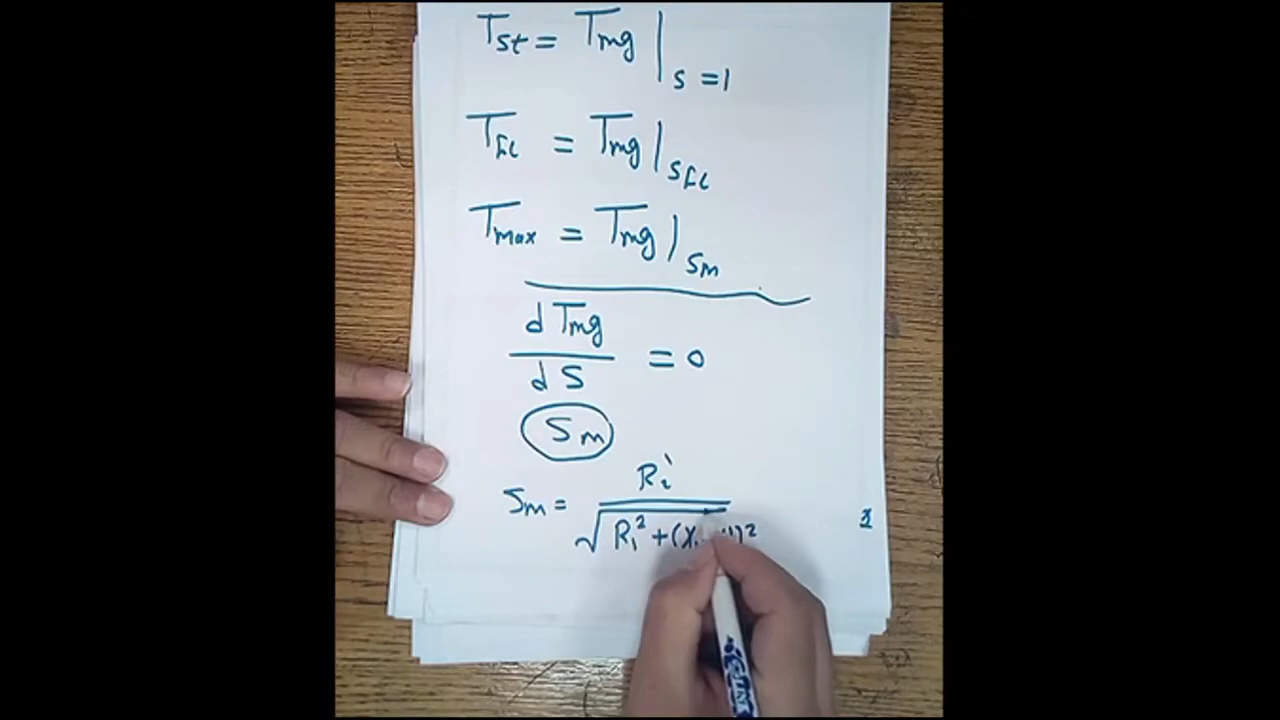 Tst = Tmg | s = 1
TfL = Tmg | sfL
Tmax = Tmg | Sm
d Tmg
= 0
d S
Sm
R2'
Sm =
√R1² + (X1